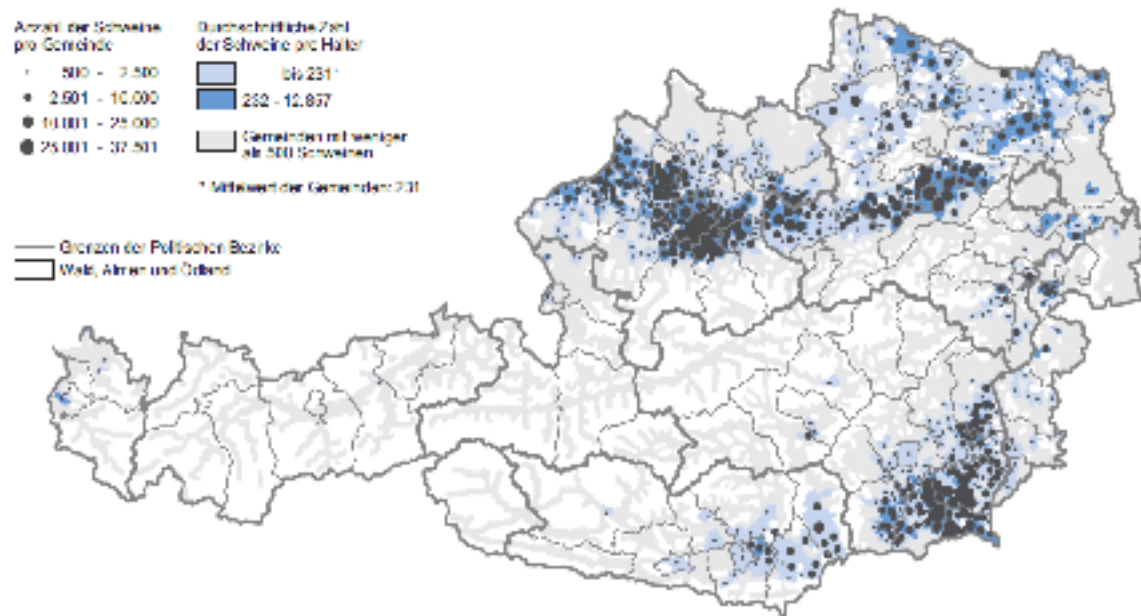 Anzahl der Schweine
pro Gemeinde
500 - 2.500
2.501 - 10.000
10.001 - 25.000
25.001 - 37.501
Durchschnittliche Zahl
der Schweine pro Halter
bis 231*
232 - 12.857
Gemeinden mit weniger
als 500 Schweinen
* Mittelwert der Gemeinden: 231
Grenzen der Politischen Bezirke
Wald, Almen und Ödland